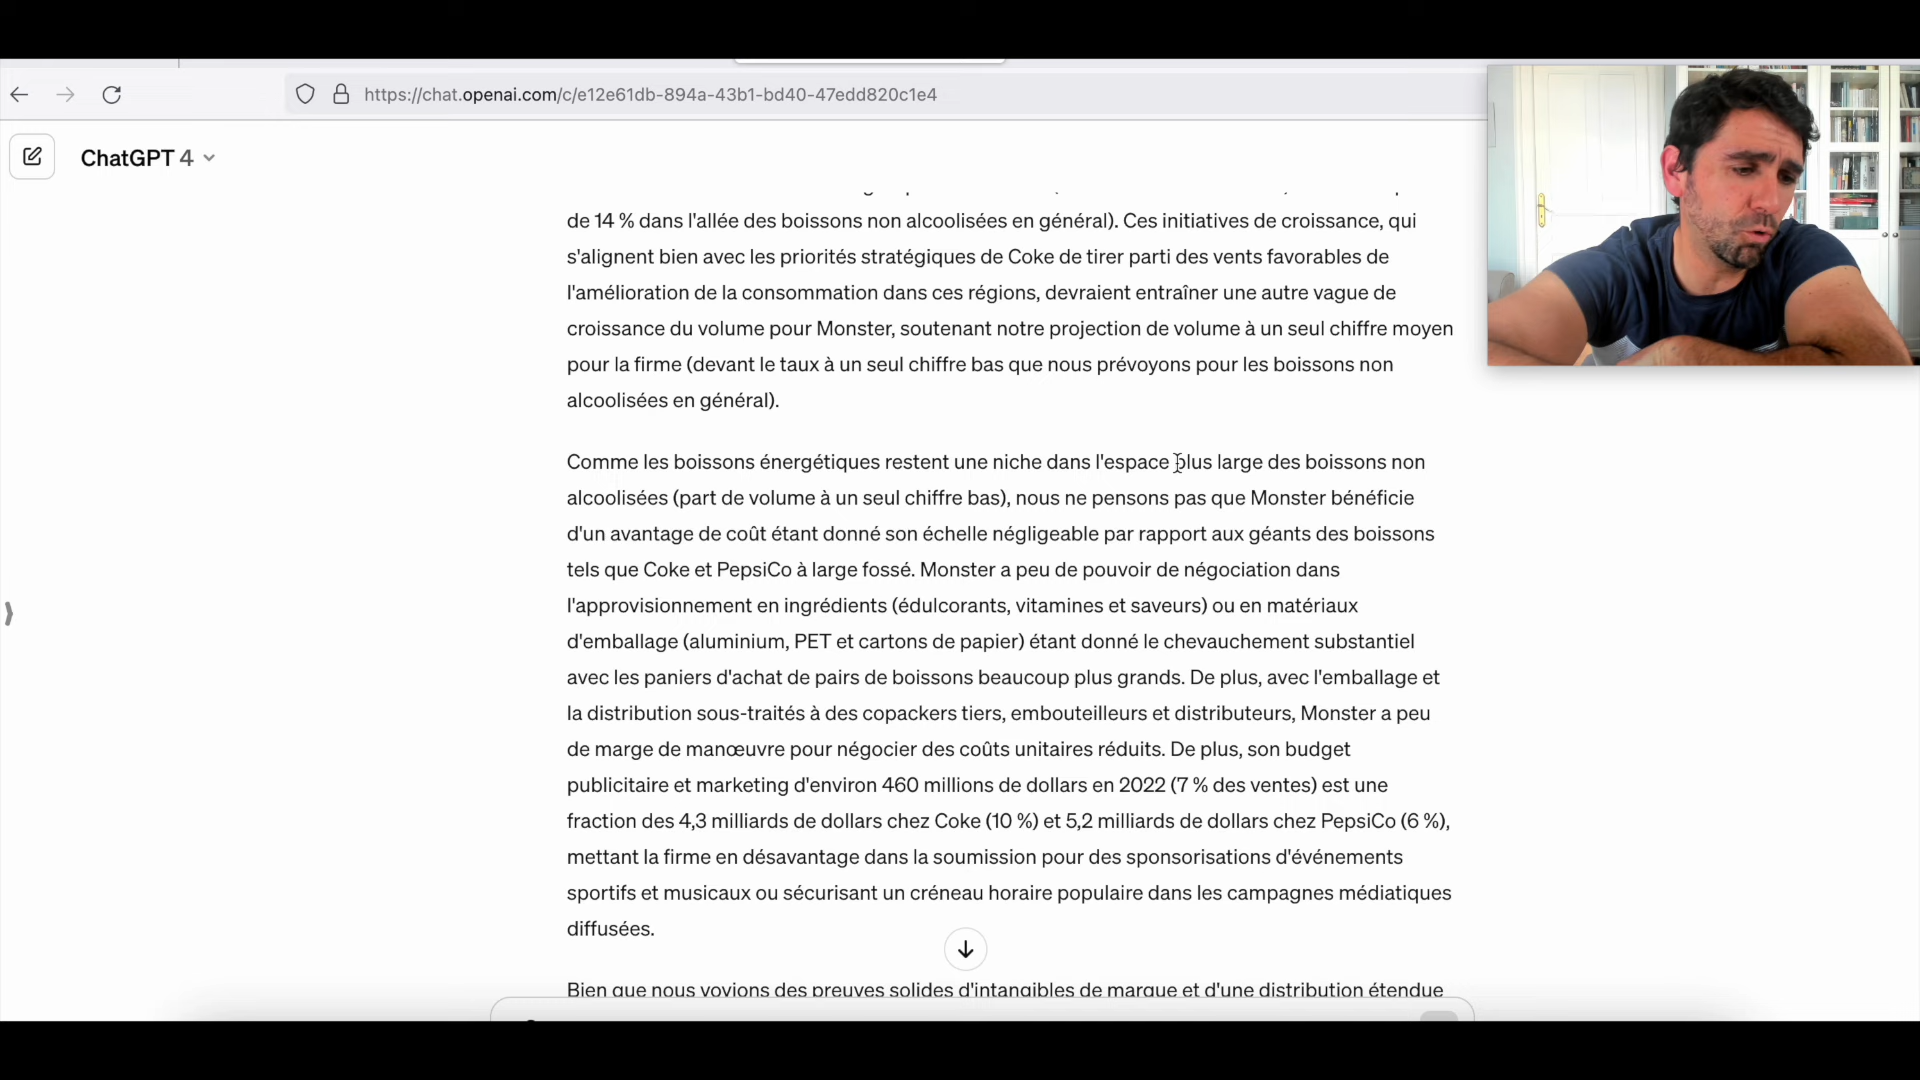 https://chat.openai.com/c/e12e61db-894a-43b1-bd40-47edd820c1e4
ChatGPT 4
de 14 % dans l'allée des boissons non alcoolisées en général). Ces initiatives de croissance, qui
s'alignent bien avec les priorités stratégiques de Coke de tirer parti des vents favorables de
l'amélioration de la consommation dans ces régions, devraient entraîner une autre vague de
croissance du volume pour Monster, soutenant notre projection de volume à un seul chiffre moyen
pour la firme (devant le taux à un seul chiffre bas que nous prévoyons pour les boissons non
alcoolisées en général).
Comme les boissons énergétiques restent une niche dans l'espace plus large des boissons non
alcoolisées (part de volume à un seul chiffre bas), nous ne pensons pas que Monster bénéficie
d'un avantage de coût étant donné son échelle négligeable par rapport aux géants des boissons
tels que Coke et PepsiCo à large fossé. Monster a peu de pouvoir de négociation dans
l'approvisionnement en ingrédients (édulcorants, vitamines et saveurs) ou en matériaux
d'emballage (aluminium, PET et cartons de papier) étant donné le chevauchement substantiel
avec les paniers d'achat de pairs de boissons beaucoup plus grands. De plus, avec l'emballage et
la distribution sous-traités à des copackers tiers, embouteilleurs et distributeurs, Monster a peu
de marge de manœuvre pour négocier des coûts unitaires réduits. De plus, son budget
publicitaire et marketing d'environ 460 millions de dollars en 2022 (7 % des ventes) est une
fraction des 4,3 milliards de dollars chez Coke (10 %) et 5,2 milliards de dollars chez PepsiCo (6 %),
mettant la firme en désavantage dans la soumission pour des sponsorisations d'événements
sportifs et musicaux ou sécurisant un créneau horaire populaire dans les campagnes médiatiques
diffusées.
Bien que nous voyions des preuves solides d'intangibles de marque et d'une distribution étendue